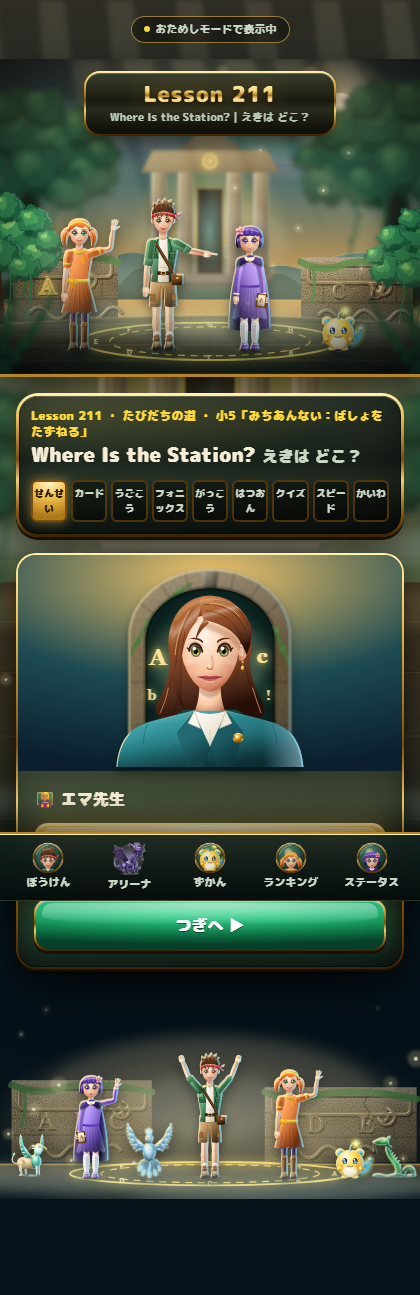 おためしモードで表示中
Lesson 211
Where Is the Station? | えきは どこ？
A
Lesson 211 ・ たびだちの道 ・ 小5「みちあんない：ばしょを
たずねる」
Where Is the Station? えきは どこ？
せんせ
い
カード
うごこ
う
フォニ
ックス
がっこ
う
はつお
ん
クイズ
スピー
ド
かいわ
A c
b !
エマ先生
ぼうけん
アリーナ
ずかん
ランキング
ステータス
つぎへ ▶
A
D E